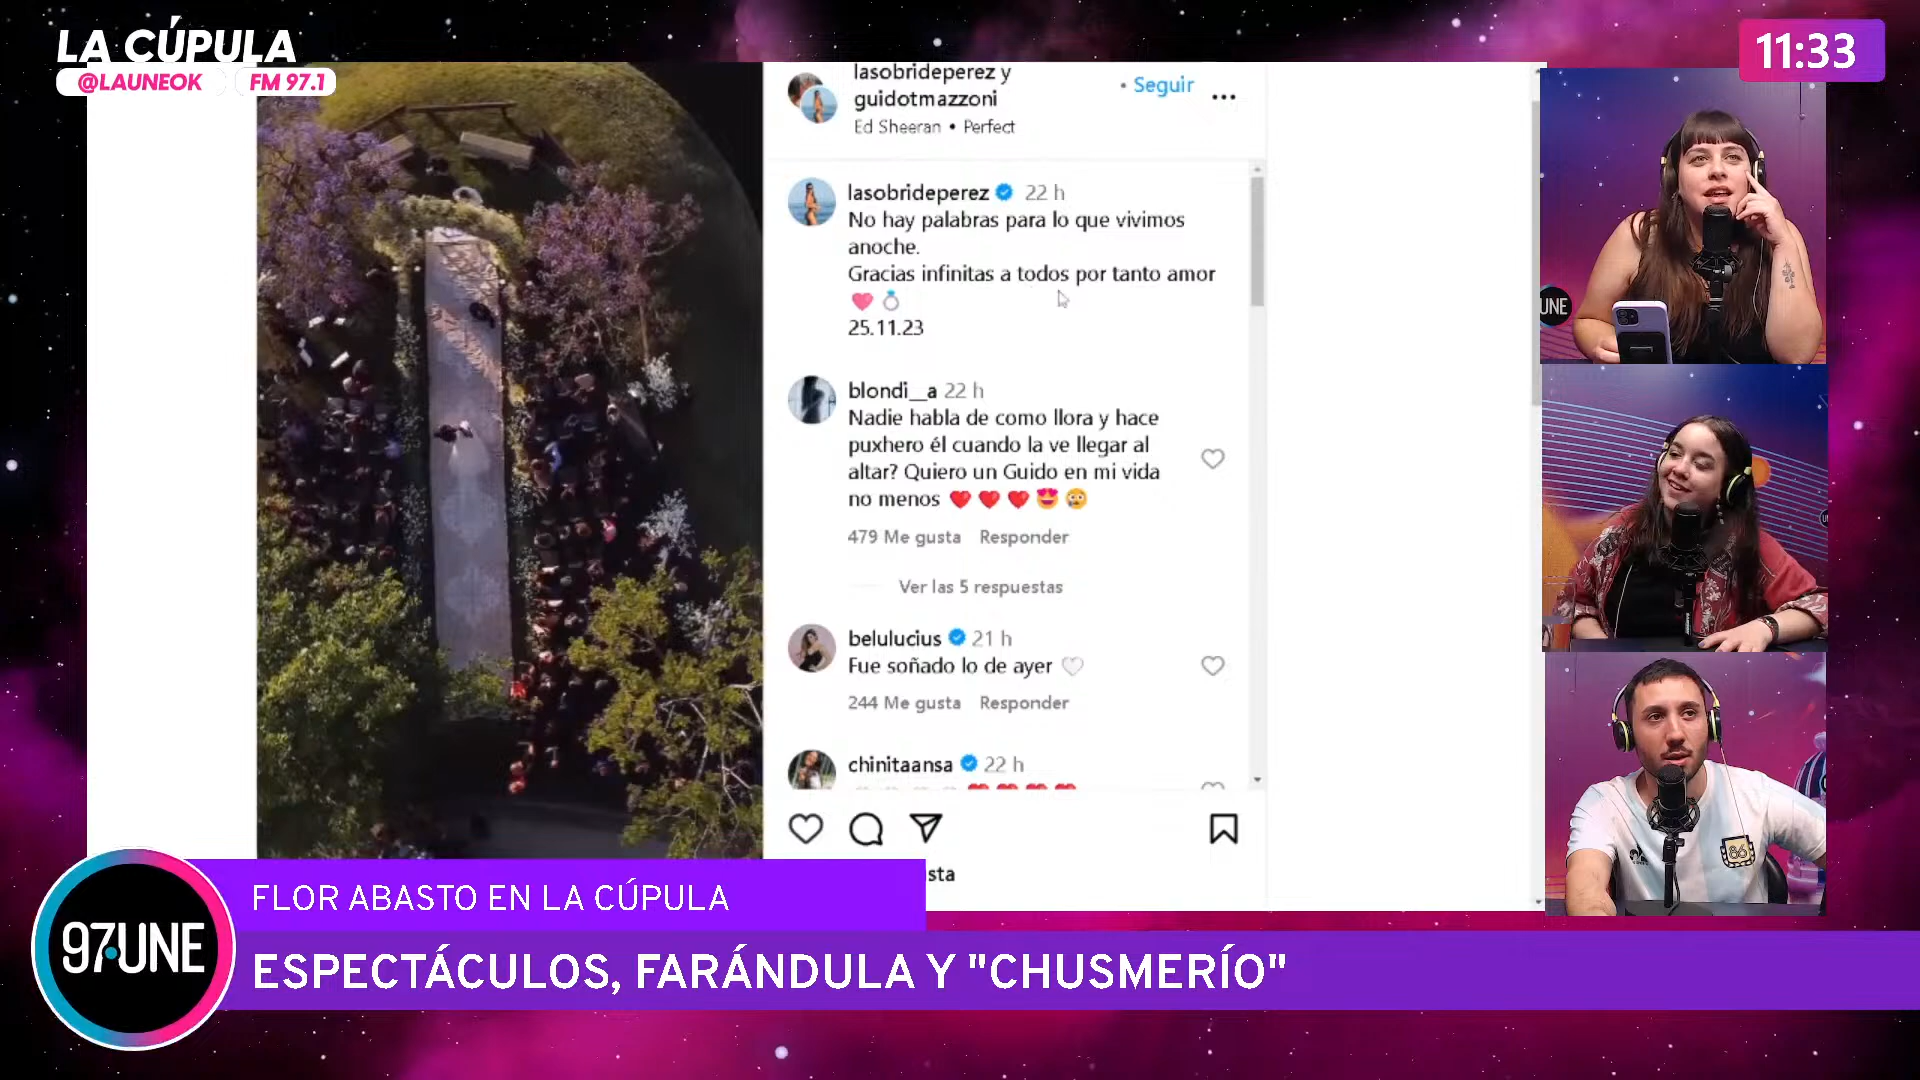 LA CÚPULA
@LAUNEOK FM 97.1
11:33
lasobrideperez y
guidotmazzoni
• Seguir
Ed Sheeran • Perfect
lasobrideperez 22 h
No hay palabras para lo que vivimos
anoche.
Gracias infinitas a todos por tanto amor
25.11.23
blondi__a 22 h
Nadie habla de como llora y hace
puxhero él cuando la ve llegar al
altar? Quiero un Guido en mi vida
no menos
479 Me gusta Responder
Ver las 5 respuestas
belulucius 21 h
Fue soñado lo de ayer
244 Me gusta Responder
chinitaansa 22 h
sta
UNE
86
FLOR ABASTO EN LA CÚPULA
97.UNE
ESPECTÁCULOS, FARÁNDULA Y "CHUSMERÍO"